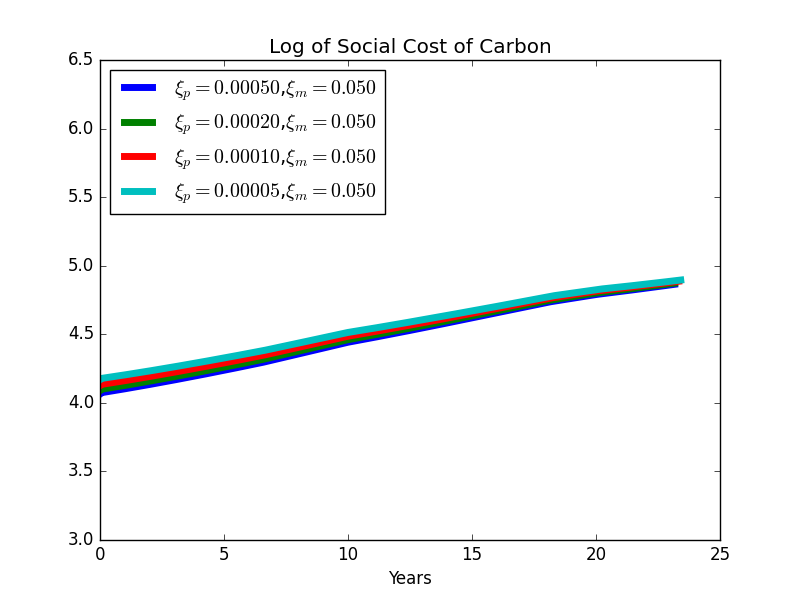 Log of Social Cost of Carbon
6.5
6.0
5.5
5.0
4.5
4.0
3.5
3.0
ξₚ = 0.00050,ξₘ = 0.050
ξₚ = 0.00020,ξₘ = 0.050
ξₚ = 0.00010,ξₘ = 0.050
ξₚ = 0.00005,ξₘ = 0.050
0 5 10 15 20 25
Years